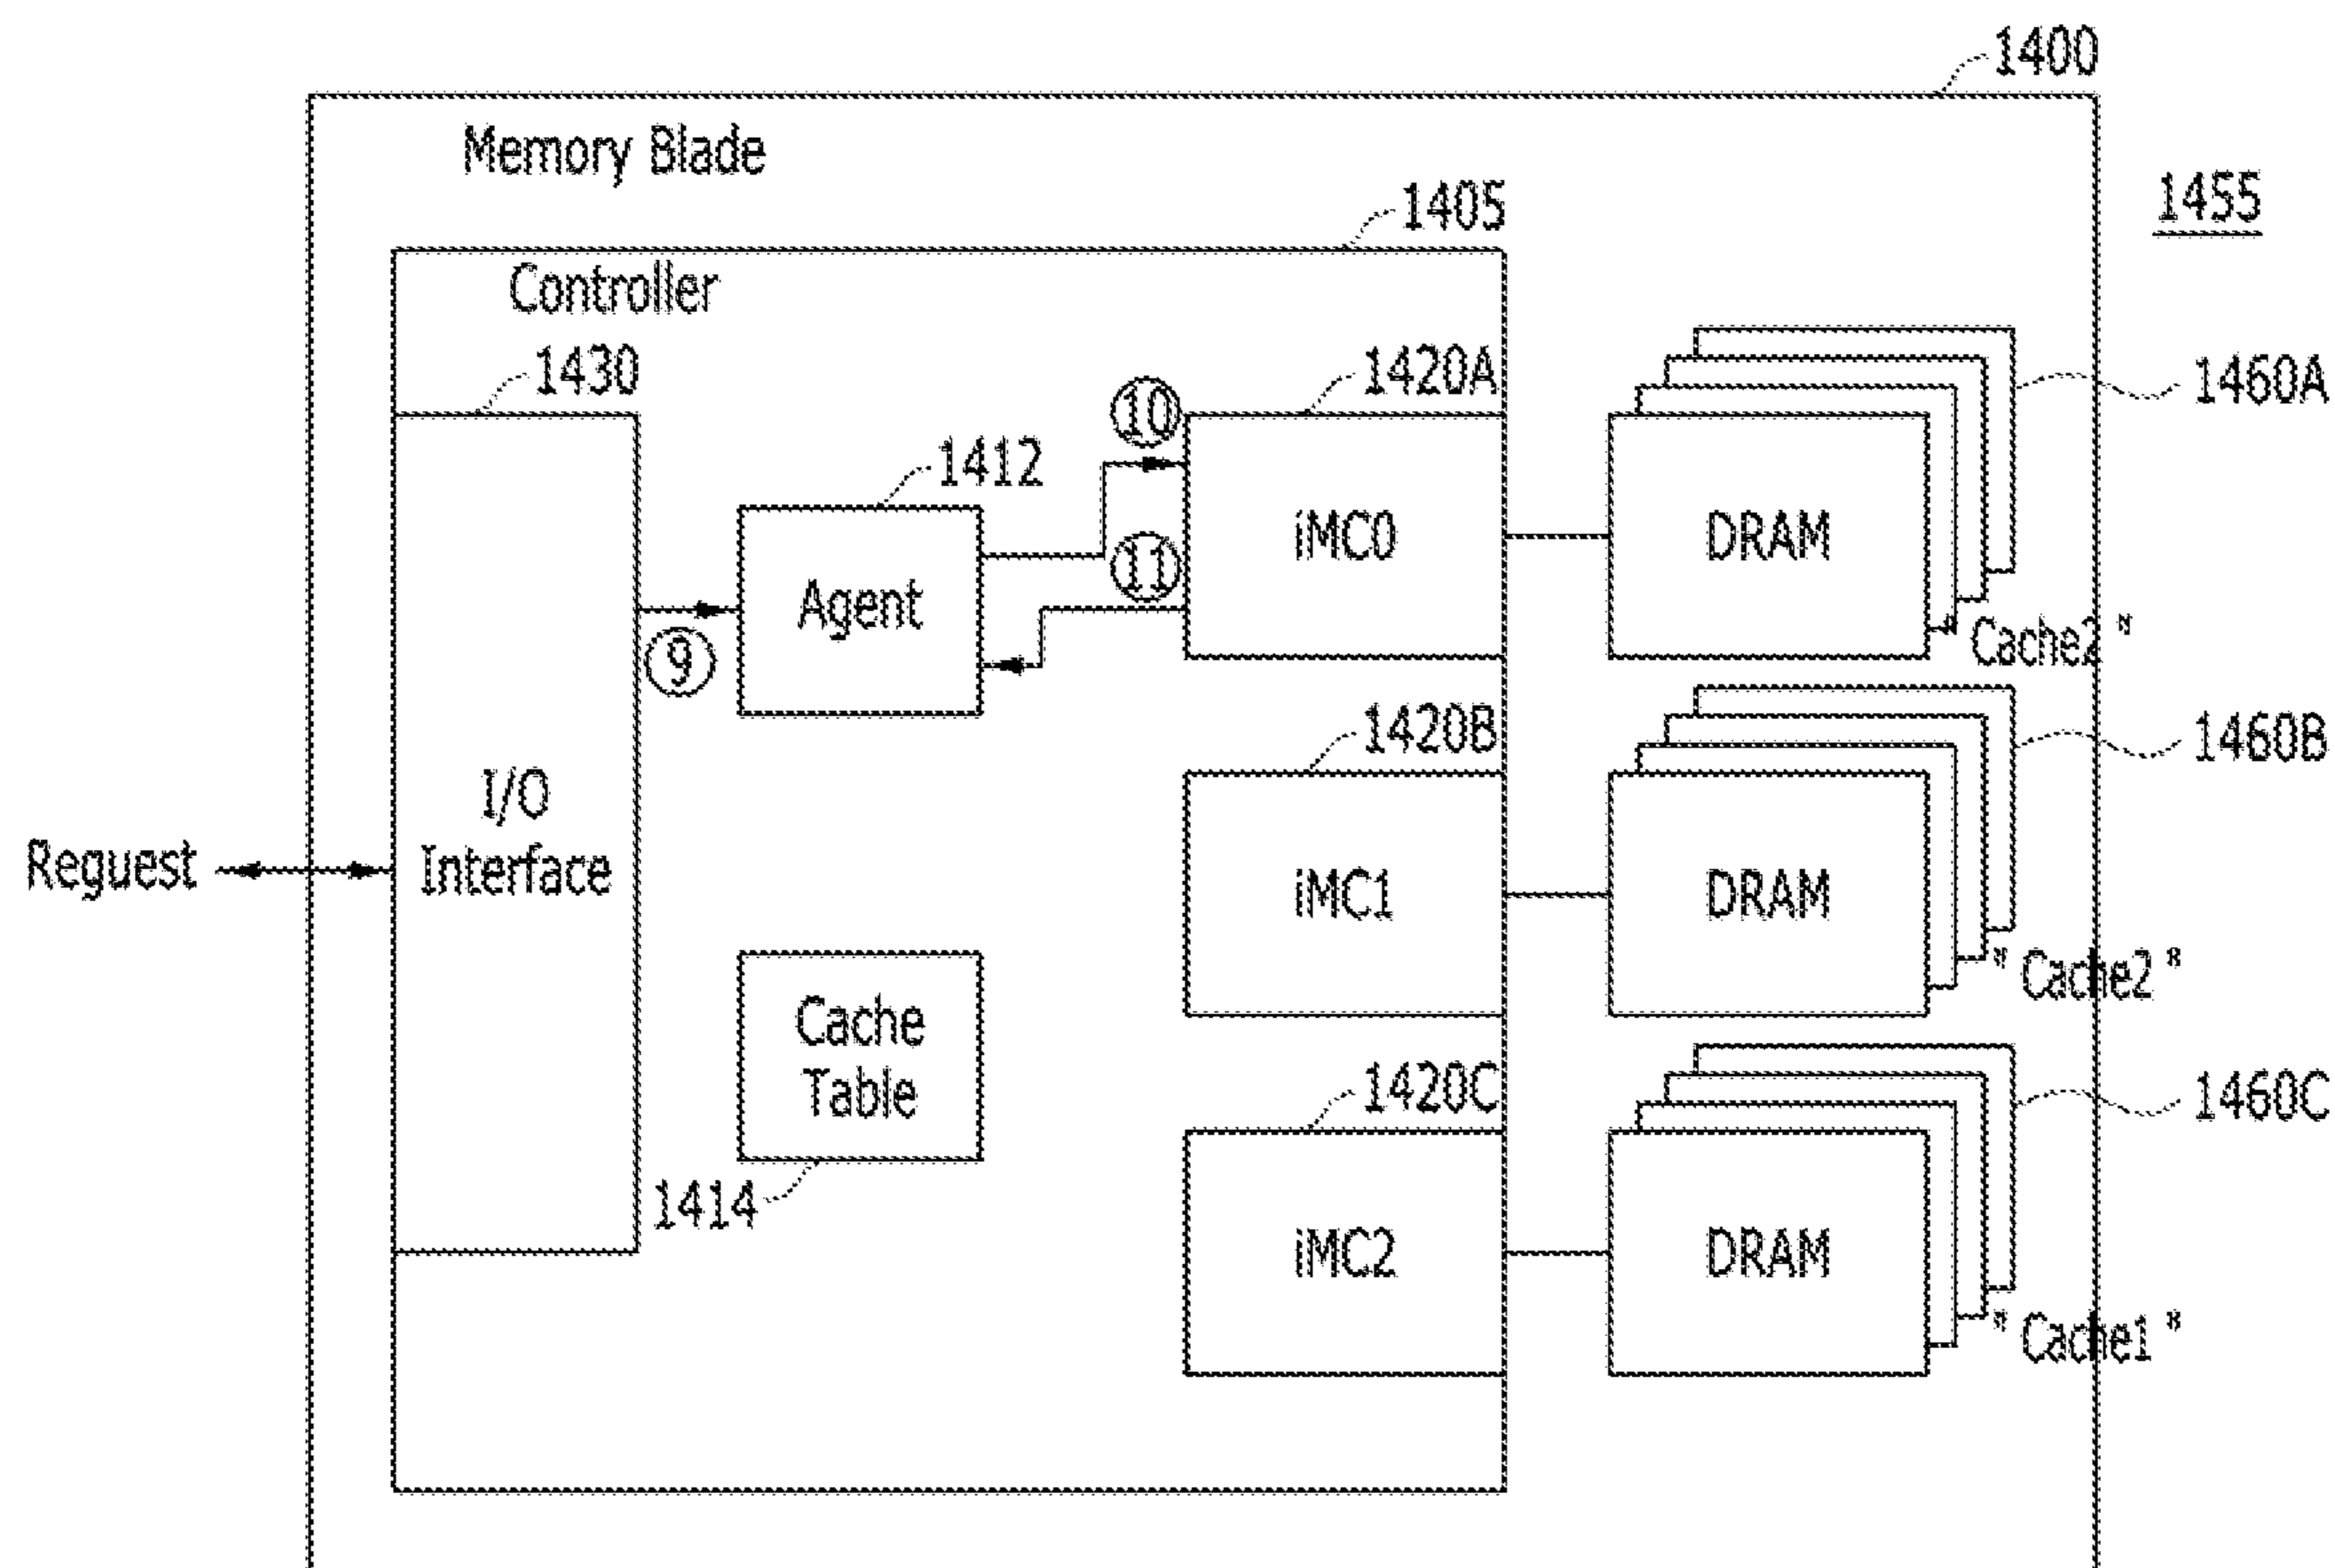 1400
Memory Blade
1455
1405
Controller
1430
1420A
1460A
10
1412
iMC0
DRAM
11
Agent
9
" Cache2 "
1420B
1460B
I/O
Interface
Reguest
iMC1
DRAM
" Cache2 "
Cache
Table
1420C
1460C
1414
iMC2
DRAM
" Cache1 "